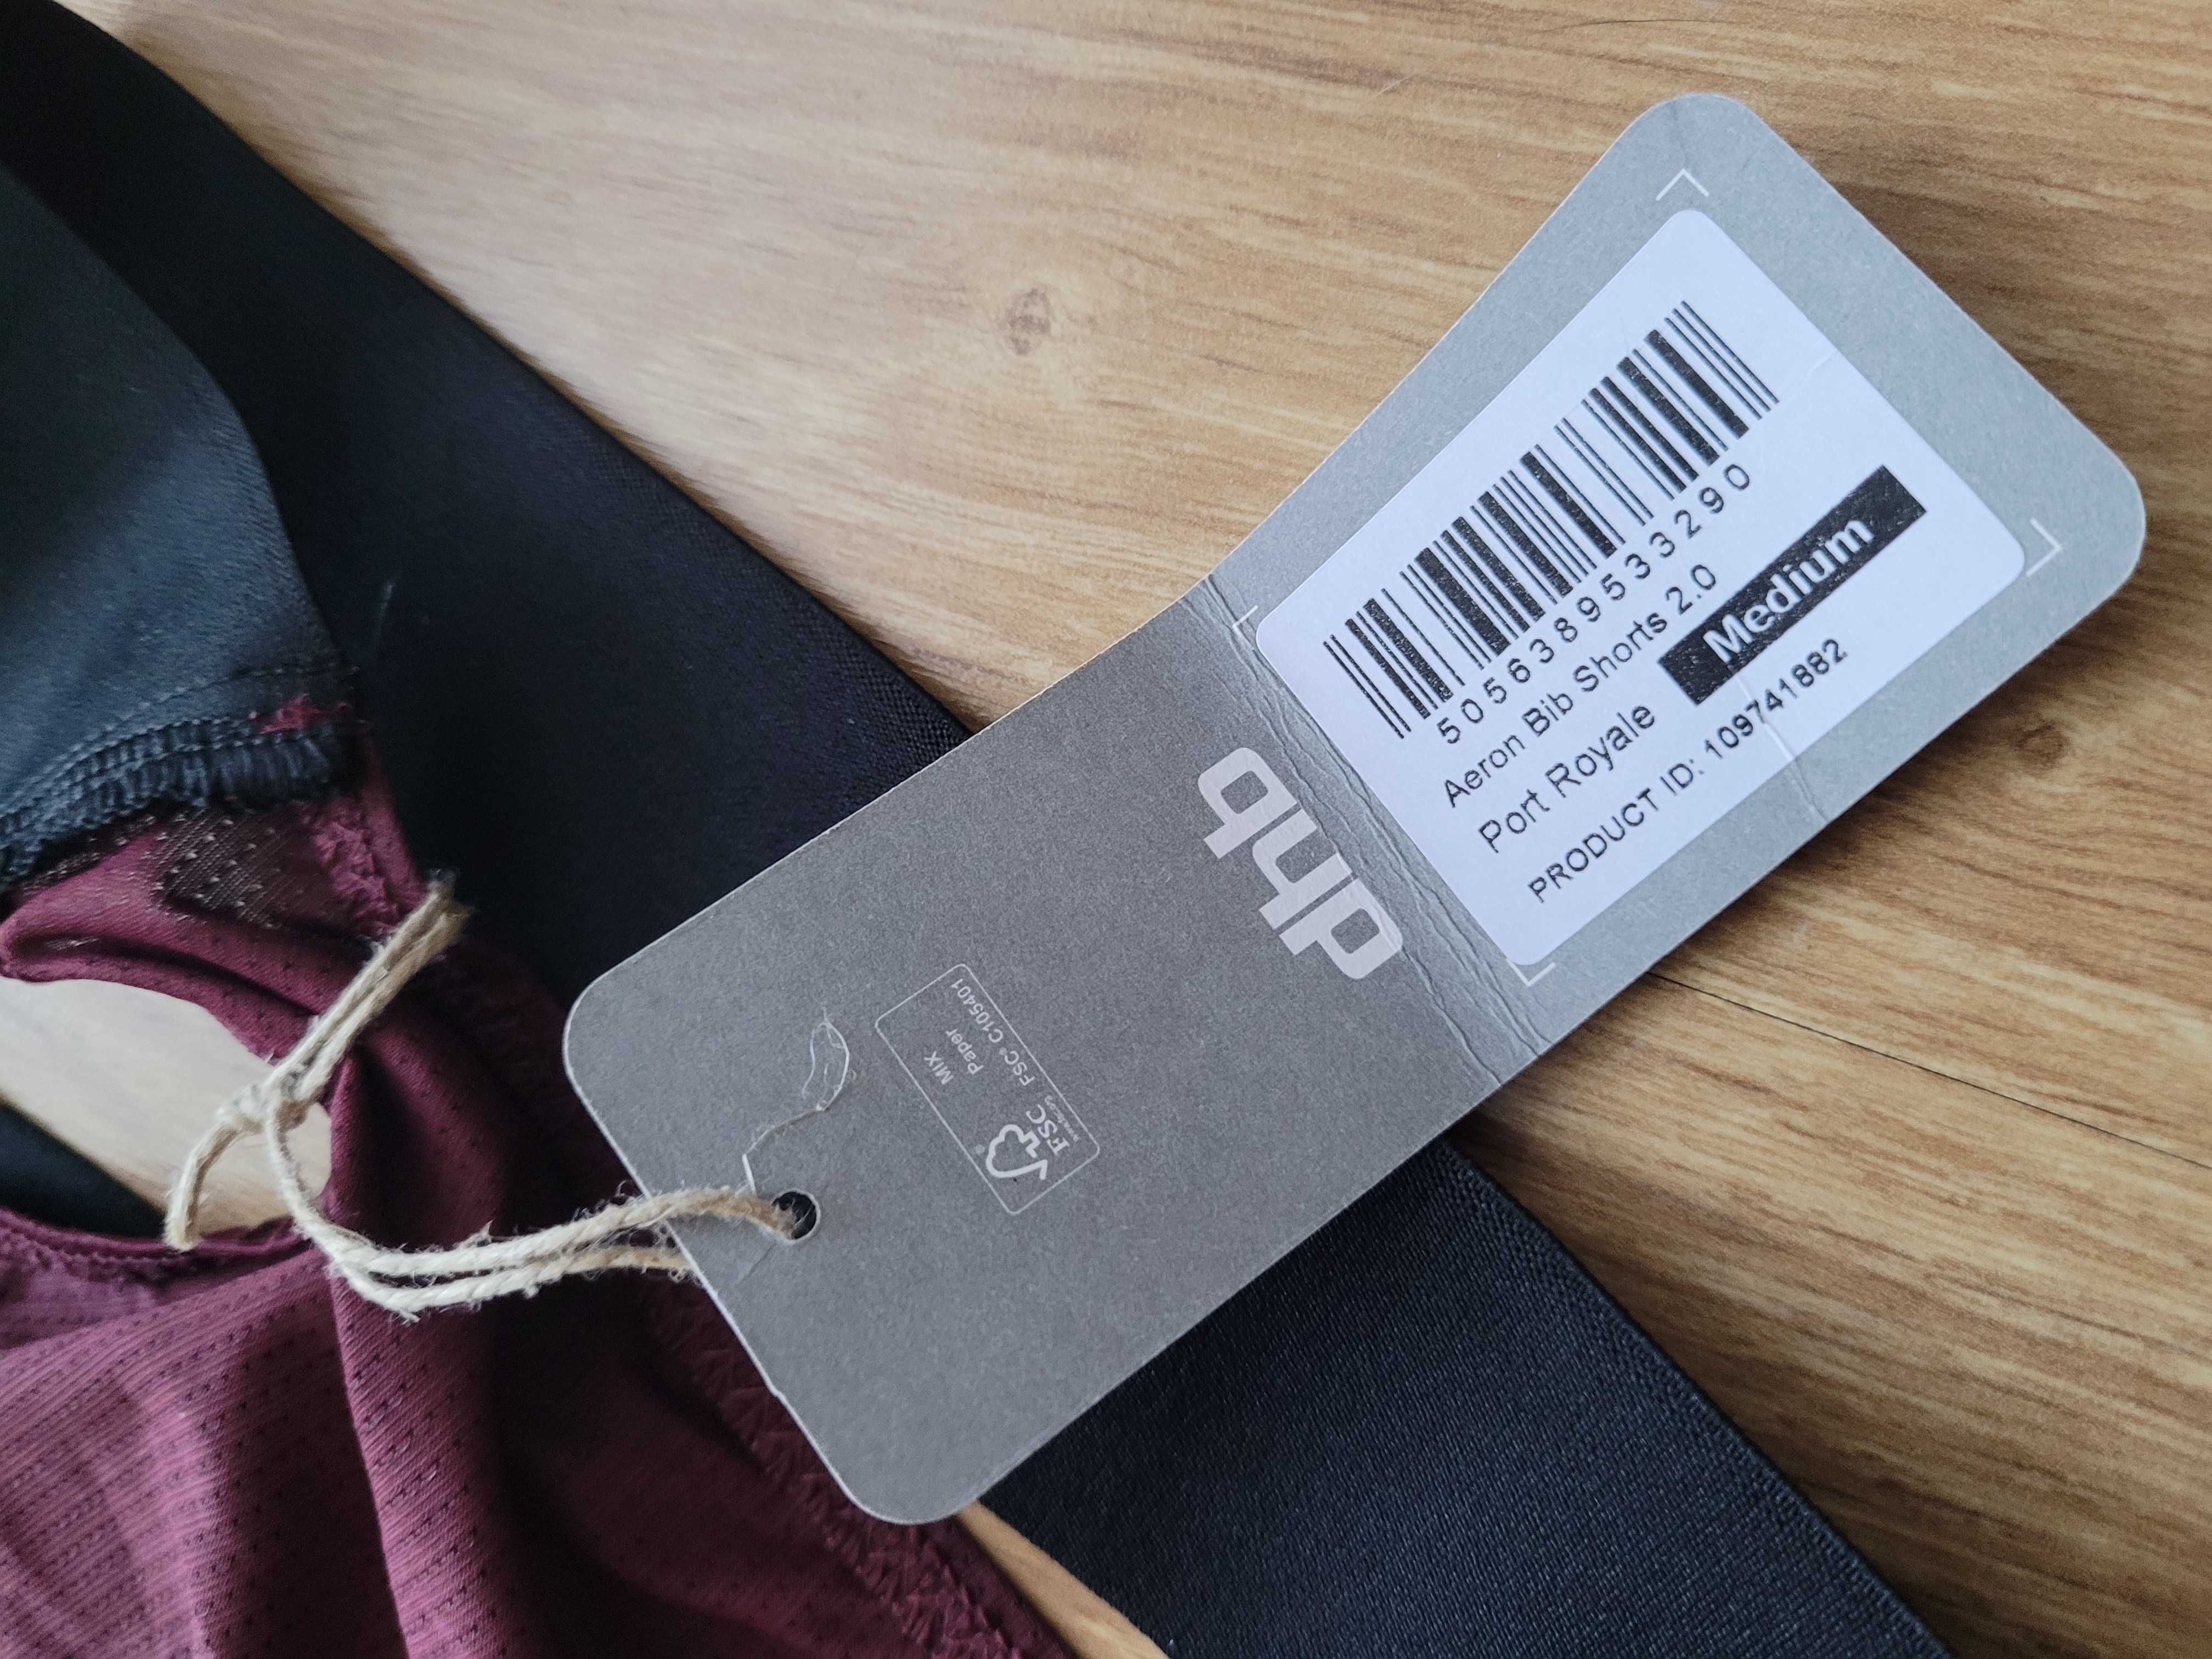 5056389533290
Aeron Bib Shorts 2.0
Port Royale
Medium
PRODUCT ID: 109741882
dhb
FSC
MIX
Paper
FSC® C105401